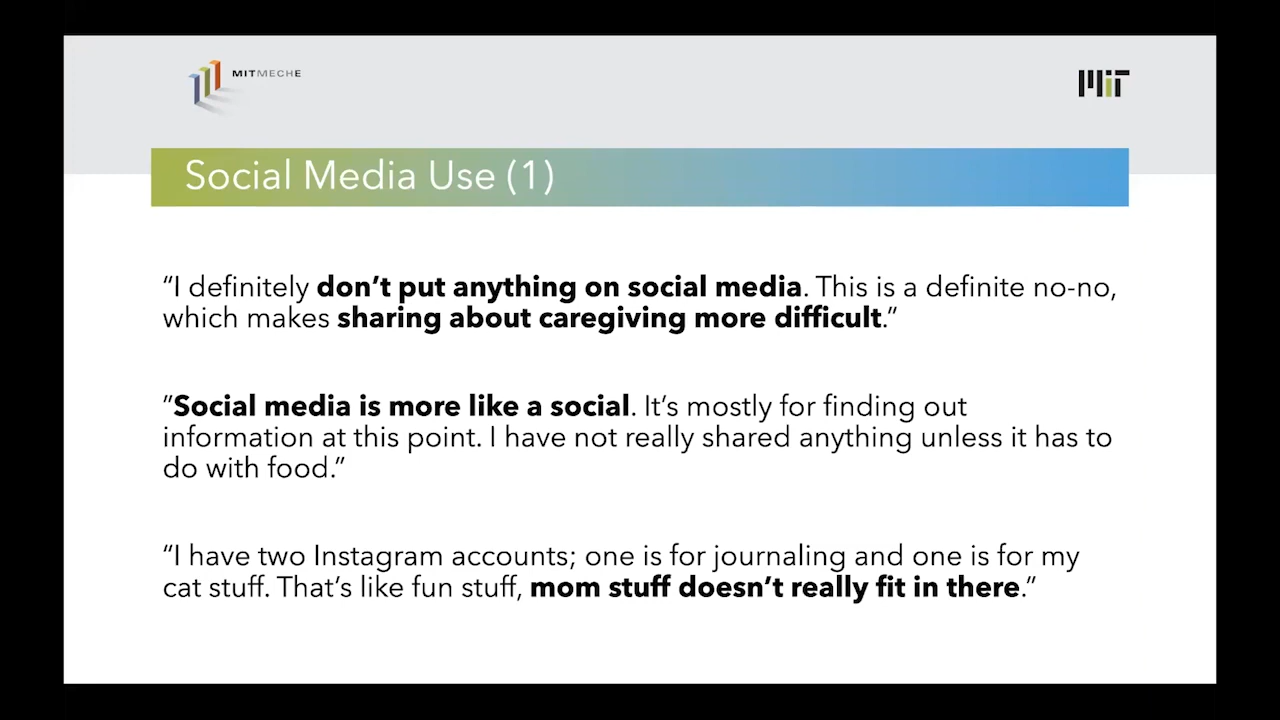 MITMECHE
MIT
Social Media Use (1)
“I definitely don’t put anything on social media. This is a definite no-no,
which makes sharing about caregiving more difficult.”
”Social media is more like a social. It’s mostly for finding out
information at this point. I have not really shared anything unless it has to
do with food.”
“I have two Instagram accounts; one is for journaling and one is for my
cat stuff. That’s like fun stuff, mom stuff doesn’t really fit in there.”